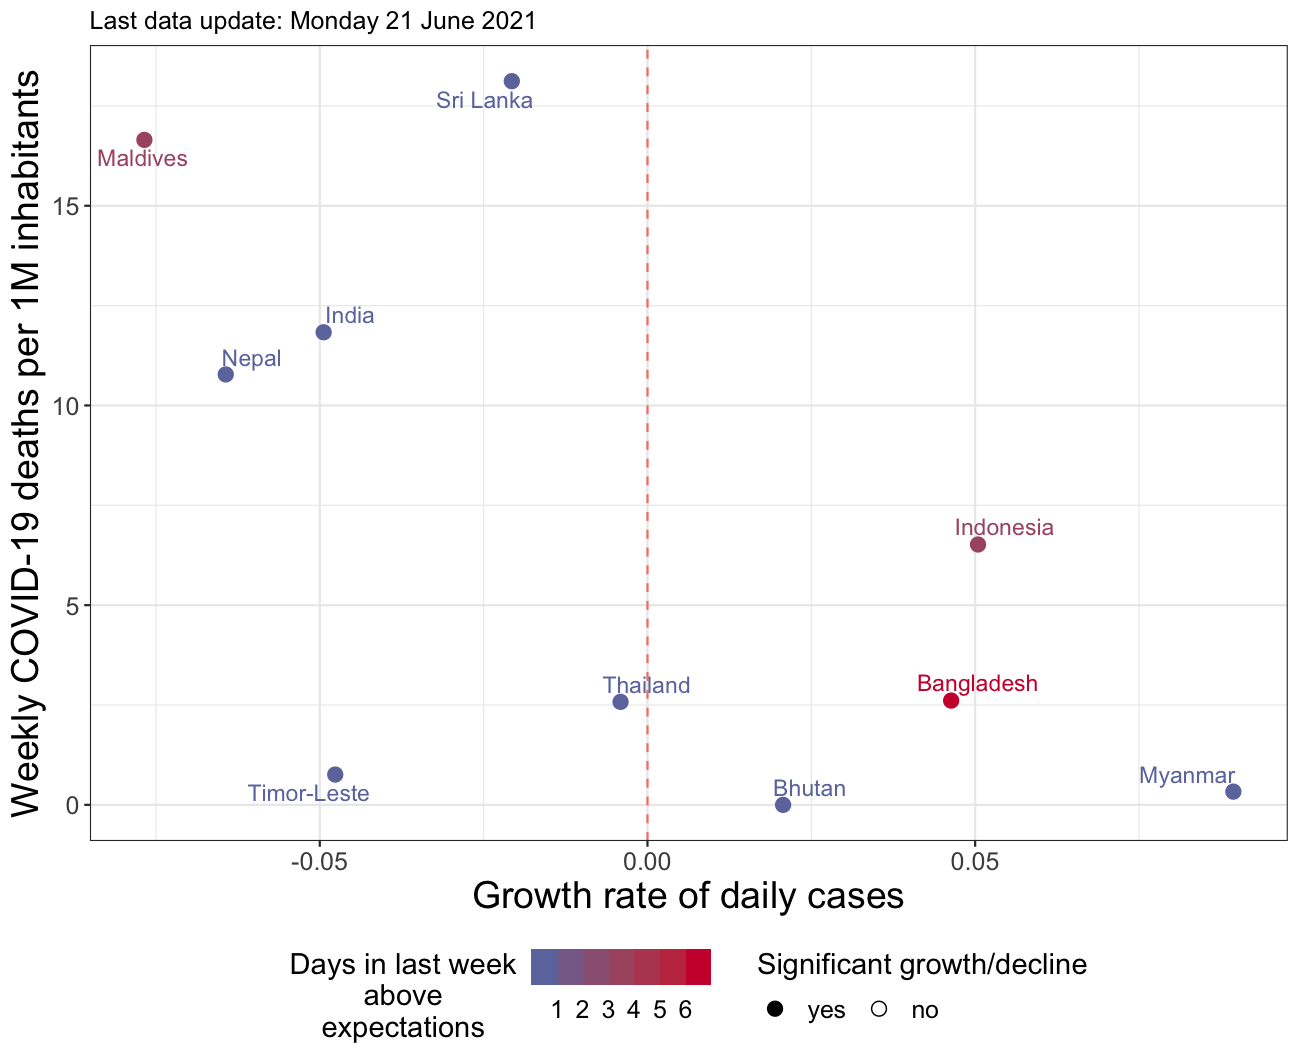 Last data update: Monday 21 June 2021
Weekly COVID-19 deaths per 1M inhabitants
15
10
5
0
Sri Lanka
Maldives
India
Nepal
Indonesia
Thailand
Bangladesh
Timor-Leste
Bhutan
Myanmar
-0.05 0.00 0.05
Growth rate of daily cases
Days in last week
above
expectations
1 2 3 4 5 6
Significant growth/decline
yes no